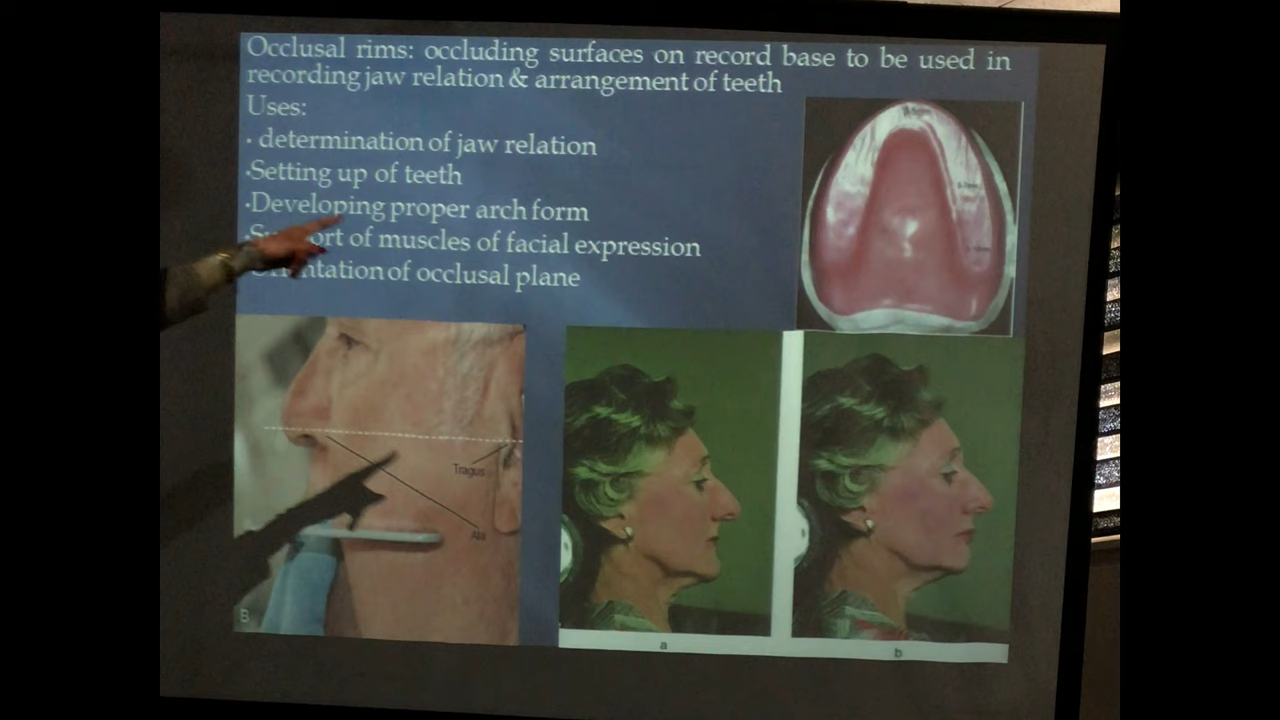 Occlusal rims: occluding surfaces on record base to be used in
recording jaw relation & arrangement of teeth
Uses:
• determination of jaw relation
•Setting up of teeth
•Developing proper arch form
of muscles of facial expression
of occlusal plane
Tragus
Ala
B
a
b